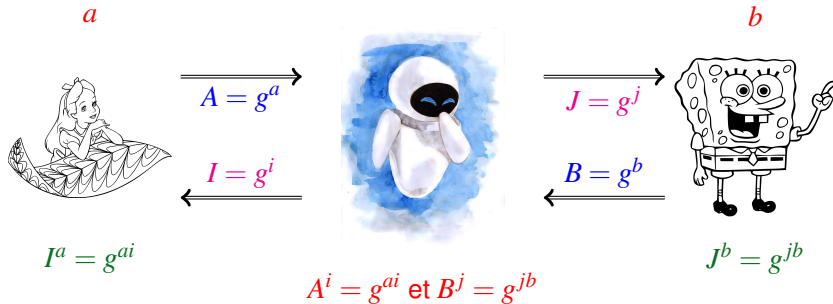 a b
A = g^a J = g^j
I = g^i B = g^b
I^a = g^{ai} J^b = g^{jb}
A^i = g^{ai} et B^j = g^{jb}